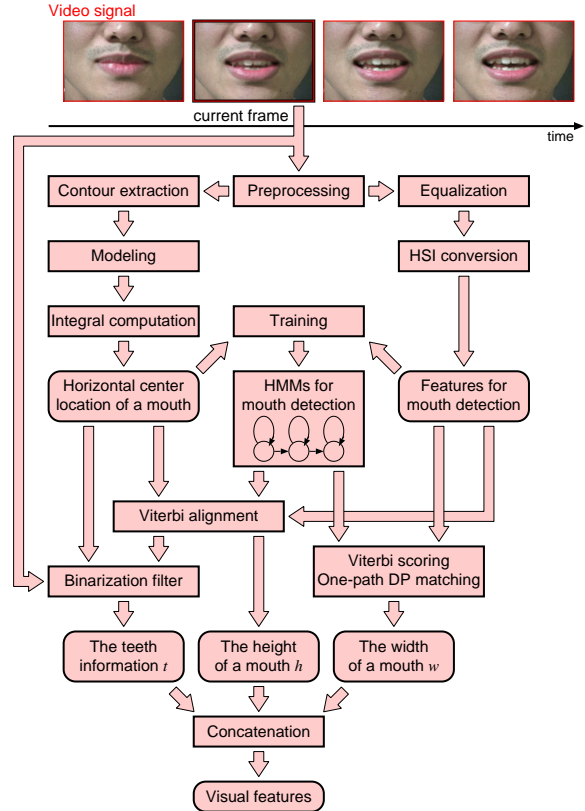 Video signal
current frame
time
Contour extraction
Preprocessing
Equalization
Modeling
HSI conversion
Integral computation
Training
Horizontal center
location of a mouth
HMMs for
mouth detection
Features for
mouth detection
Viterbi alignment
Viterbi scoring
One-path DP matching
Binarization filter
The teeth
information t
The height
of a mouth h
The width
of a mouth w
Concatenation
Visual features